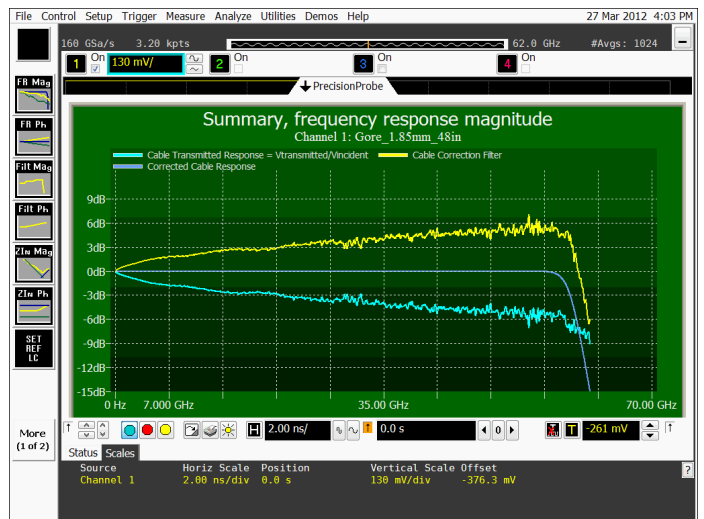 File Control Setup Trigger Measure Analyze Utilities Demos Help 27 Mar 2012 4:03 PM
160 GSa/s 3.20 kpts 62.0 GHz #Avgs: 1024
1 On 130 mV/ 2 On 3 On 4 On
PrecisionProbe
FR Mag
FR Ph
Filt Mag
Filt Ph
ZIN Mag
ZIN Ph
SET
REF
LC
More
(1 of 2)
Summary, frequency response magnitude
Channel 1: Gore_1.85mm_48in
Cable Transmitted Response = Vtransmitted/Vincident Cable Correction Filter
Corrected Cable Response
9dB
6dB
3dB
0dB
-3dB
-6dB
-9dB
-12dB
-15dB
0 Hz 7.000 GHz 35.00 GHz 70.00 GHz
H 2.00 ns/ 0.0 s 0 T -261 mV
Status Scales
Source Horiz Scale Position Vertical Scale Offset
Channel 1 2.00 ns/div 0.0 s 130 mV/div -376.3 mV
?